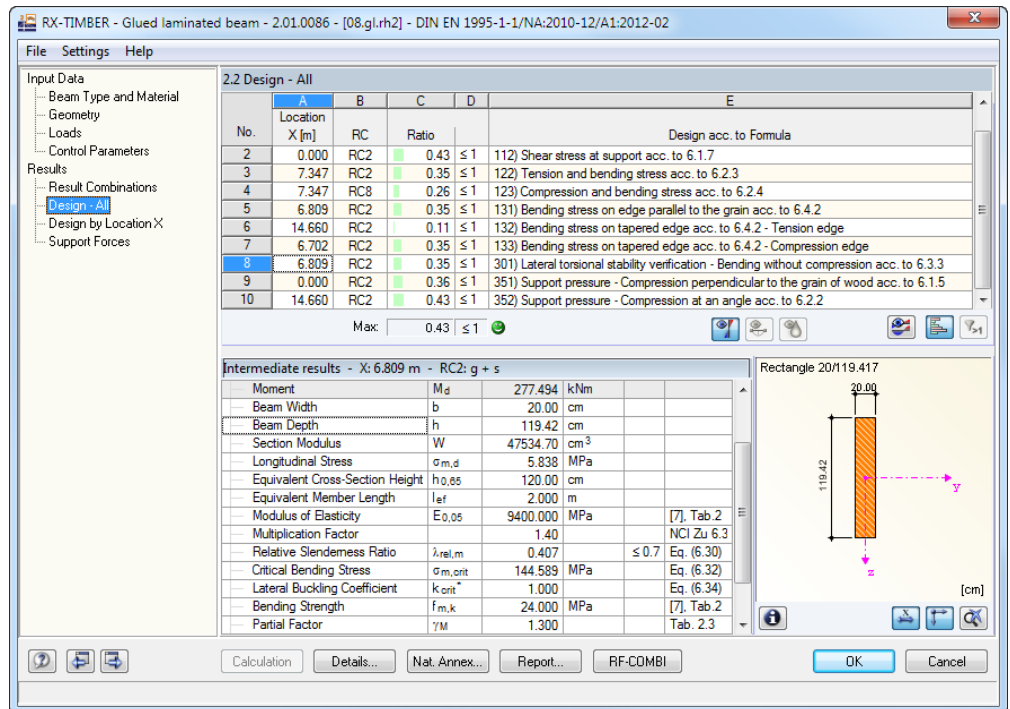 RX-TIMBER - Glued laminated beam - 2.01.0086 - [08.gl.rh2] - DIN EN 1995-1-1/NA:2010-12/A1:2012-02
File Settings Help
Input Data
Beam Type and Material
Geometry
Loads
Control Parameters
Results
Result Combinations
Design - All
Design by Location X
Support Forces
2.2 Design - All
A B C D E
No. Location X [m] RC Ratio Design acc. to Formula
2 0.000 RC2 0.43 ≤ 1 112) Shear stress at support acc. to 6.1.7
3 7.347 RC2 0.35 ≤ 1 122) Tension and bending stress acc. to 6.2.3
4 7.347 RC8 0.26 ≤ 1 123) Compression and bending stress acc. to 6.2.4
5 6.809 RC2 0.35 ≤ 1 131) Bending stress on edge parallel to the grain acc. to 6.4.2
6 14.660 RC2 0.11 ≤ 1 132) Bending stress on tapered edge acc. to 6.4.2 - Tension edge
7 6.702 RC2 0.35 ≤ 1 133) Bending stress on tapered edge acc. to 6.4.2 - Compression edge
8 6.809 RC2 0.35 ≤ 1 301) Lateral torsional stability verification - Bending without compression acc. to 6.3.3
9 0.000 RC2 0.36 ≤ 1 351) Support pressure - Compression perpendicular to the grain of wood acc. to 6.1.5
10 14.660 RC2 0.43 ≤ 1 352) Support pressure - Compression at an angle acc. to 6.2.2
Max: 0.43 ≤ 1
>1
Intermediate results - X: 6.809 m - RC2: g + s
Moment Md 277.494 kNm
Beam Width b 20.00 cm
Beam Depth h 119.42 cm
Section Modulus W 47534.70 cm3
Longitudinal Stress σm,d 5.838 MPa
Equivalent Cross-Section Height h0,65 120.00 cm
Equivalent Member Length lef 2.000 m
Modulus of Elasticity E0,05 9400.000 MPa [7], Tab.2
Multiplication Factor 1.40 NCI Zu 6.3
Relative Slenderness Ratio λrel,m 0.407 ≤ 0.7 Eq. (6.30)
Critical Bending Stress σm,crit 144.589 MPa Eq. (6.32)
Lateral Buckling Coefficient kcrit* 1.000 Eq. (6.34)
Bending Strength fm,k 24.000 MPa [7], Tab.2
Partial Factor γM 1.300 Tab. 2.3
Rectangle 20/119.417
20.00
119.42
y
z
[cm]
x
Calculation Details... Nat. Annex... Report... RF-COMBI OK Cancel